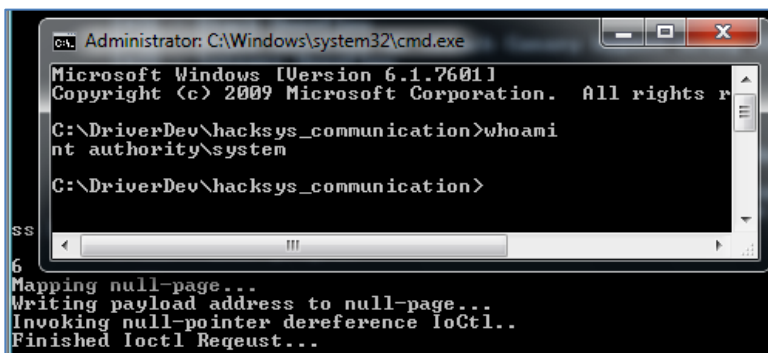 Administrator: C:\Windows\system32\cmd.exe
Microsoft Windows [Version 6.1.7601]
Copyright (c) 2009 Microsoft Corporation.  All rights r
C:\DriverDev\hacksys_communication>whoami
nt authority\system
C:\DriverDev\hacksys_communication>
ss
6
Mapping null-page...
Writing payload address to null-page...
Invoking null-pointer dereference IoCtl..
Finished Ioctl Reqeust...